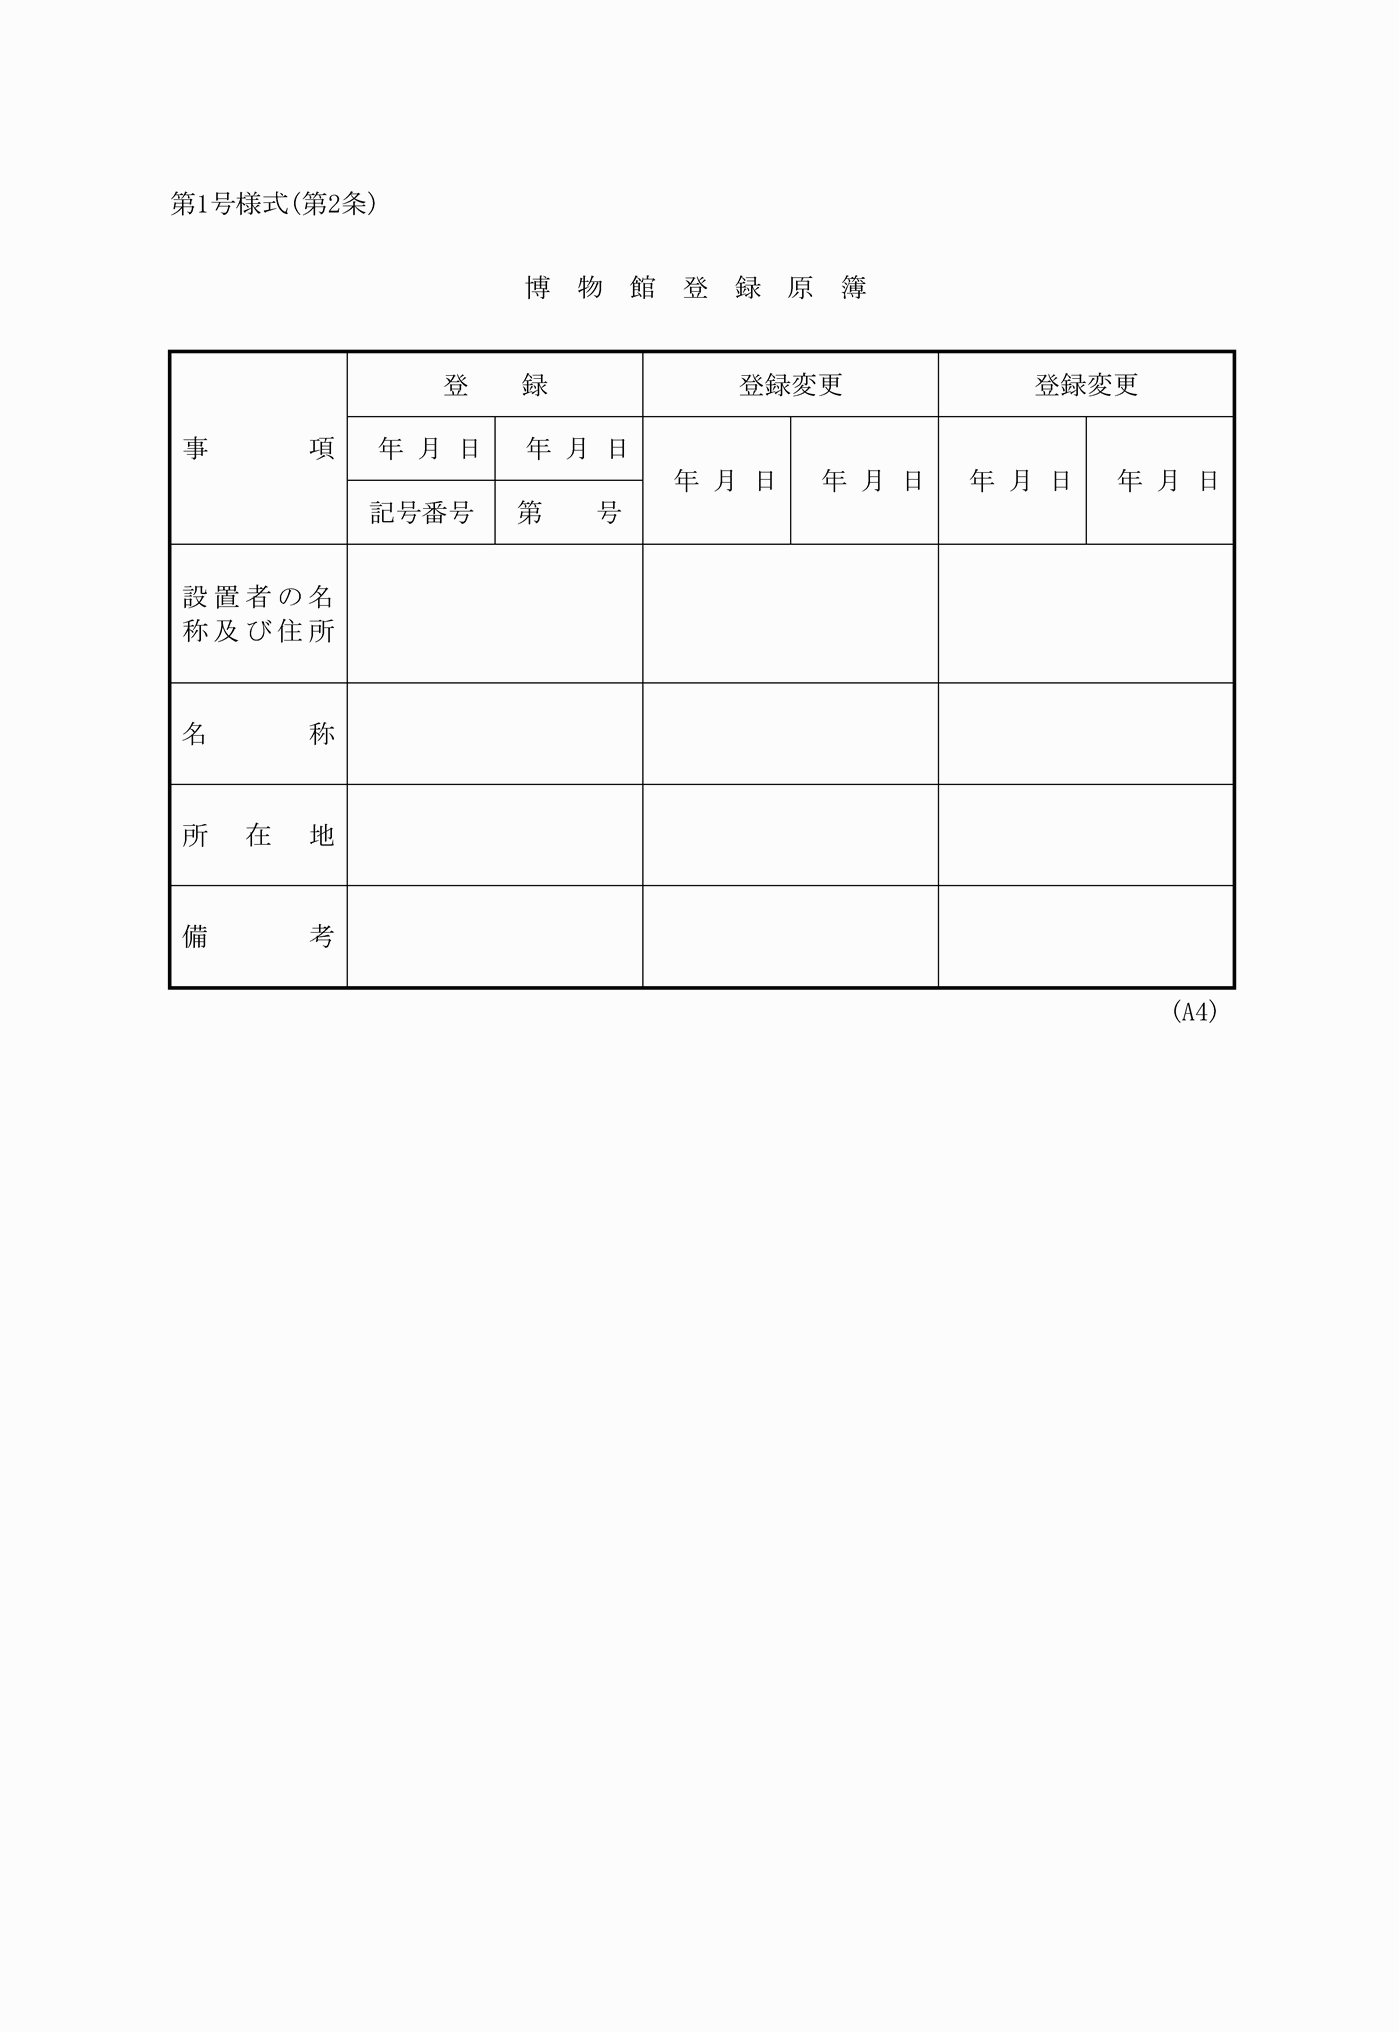 第1号様式(第2条)
博物館登録原簿
事項
登録
登録変更
登録変更
年月日
年月日
年月日
年月日
年月日
年月日
記号番号
第　号
設置者の名
称及び住所
名称
所在地
備考
(A4)